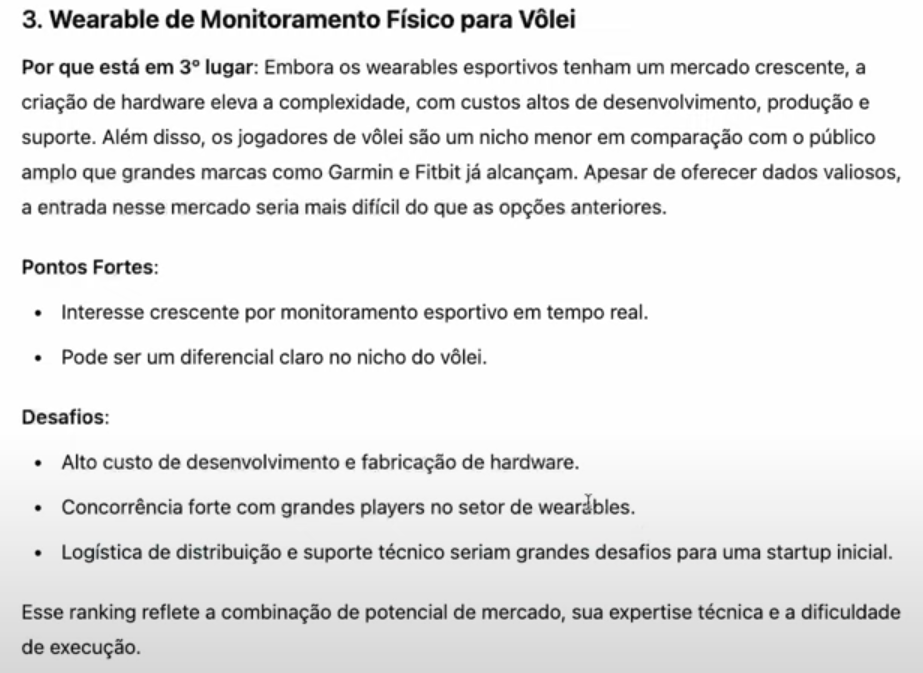 3. Wearable de Monitoramento Físico para Vôlei
Por que está em 3º lugar: Embora os wearables esportivos tenham um mercado crescente, a
criação de hardware eleva a complexidade, com custos altos de desenvolvimento, produção e
suporte. Além disso, os jogadores de vôlei são um nicho menor em comparação com o público
amplo que grandes marcas como Garmin e Fitbit já alcançam. Apesar de oferecer dados valiosos,
a entrada nesse mercado seria mais difícil do que as opções anteriores.
Pontos Fortes:
• Interesse crescente por monitoramento esportivo em tempo real.
• Pode ser um diferencial claro no nicho do vôlei.
Desafios:
• Alto custo de desenvolvimento e fabricação de hardware.
• Concorrência forte com grandes players no setor de wearables.
• Logística de distribuição e suporte técnico seriam grandes desafios para uma startup inicial.
Esse ranking reflete a combinação de potencial de mercado, sua expertise técnica e a dificuldade
de execução.